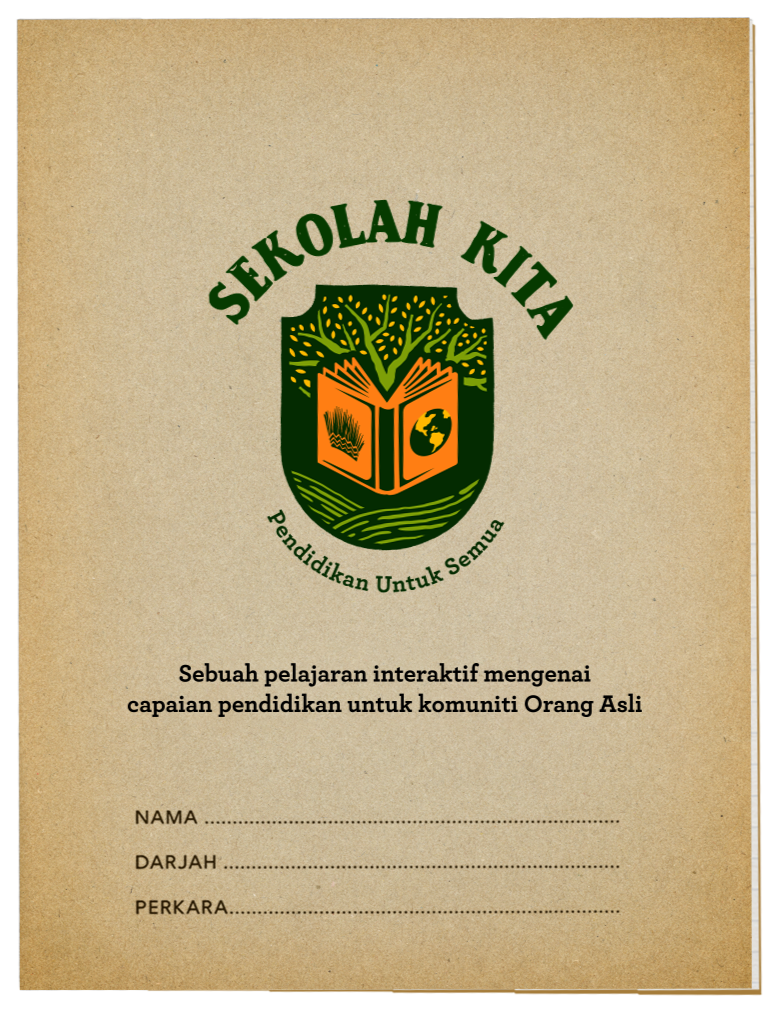 SEKOLAH KITA
Pendidikan Untuk Semua
Sebuah pelajaran interaktif mengenai
capaian pendidikan untuk komuniti Orang Asli
NAMA ..............................................................................
DARJAH ..........................................................................
PERKARA........................................................................